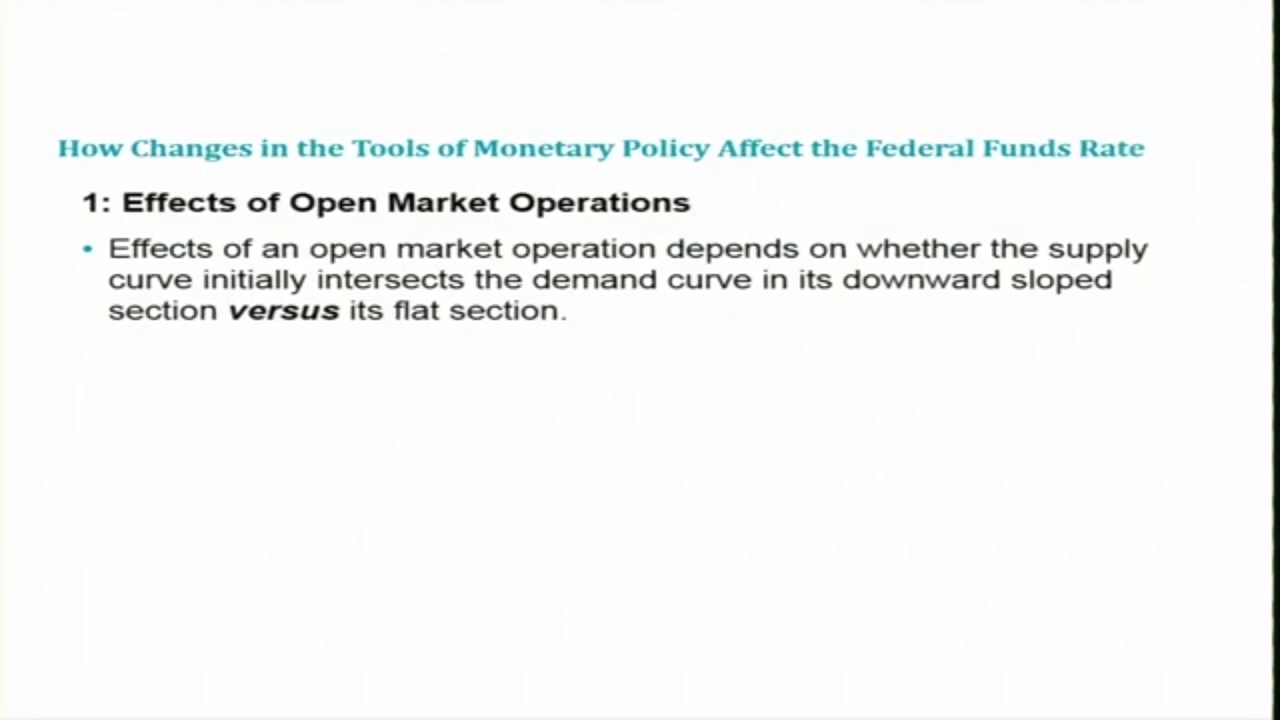 How Changes in the Tools of Monetary Policy Affect the Federal Funds Rate
1: Effects of Open Market Operations
• Effects of an open market operation depends on whether the supply
curve initially intersects the demand curve in its downward sloped
section versus its flat section.